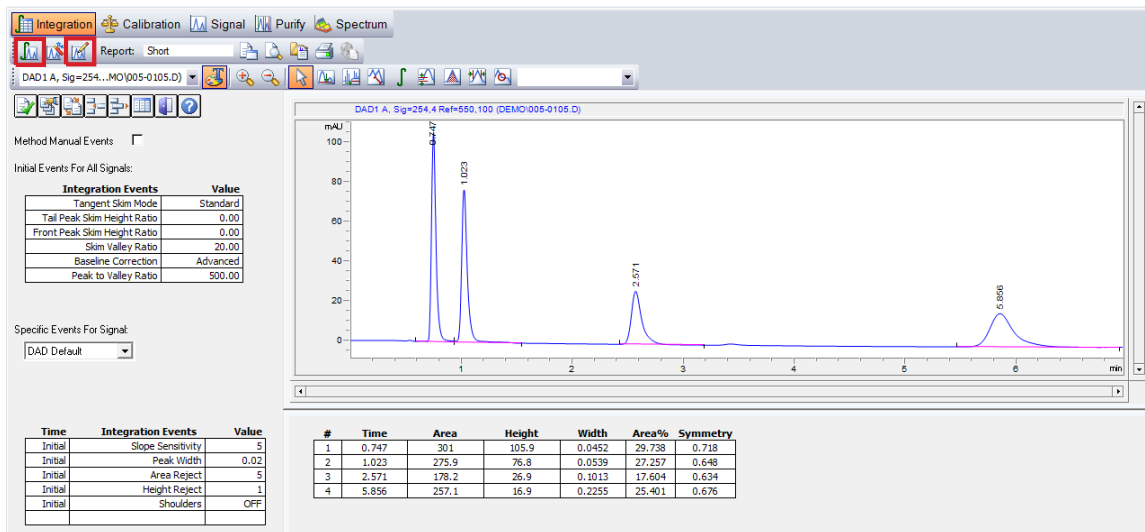 Integration Calibration Signal Purify Spectrum
Report: Short
DAD1 A, Sig=254...MO\005-0105.D)
Method Manual Events
Initial Events For All Signals:
Integration Events Value
Tangent Skim Mode Standard
Tail Peak Skim Height Ratio 0.00
Front Peak Skim Height Ratio 0.00
Skim Valley Ratio 20.00
Baseline Correction Advanced
Peak to Valley Ratio 500.00
Specific Events For Signal:
DAD Default
Time Integration Events Value
Initial Slope Sensitivity 5
Initial Peak Width 0.02
Initial Area Reject 5
Initial Height Reject 1
Initial Shoulders OFF
DAD1 A, Sig=254,4 Ref=550,100 (DEMO\005-0105.D)
mAU
100
80
60
40
20
0
0.747
1.023
2.571
5.856
1 2 3 4 5 6 min
# Time Area Height Width Area% Symmetry
1 0.747 301 105.9 0.0452 29.738 0.718
2 1.023 275.9 76.8 0.0539 27.257 0.648
3 2.571 178.2 26.9 0.1013 17.604 0.634
4 5.856 257.1 16.9 0.2255 25.401 0.676